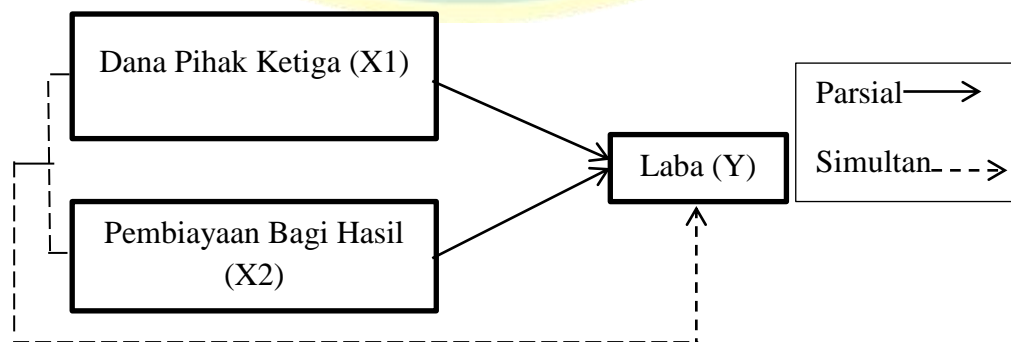 Dana Pihak Ketiga (X1)
Pembiayaan Bagi Hasil
(X2)
Laba (Y)
Parsial
Simultan